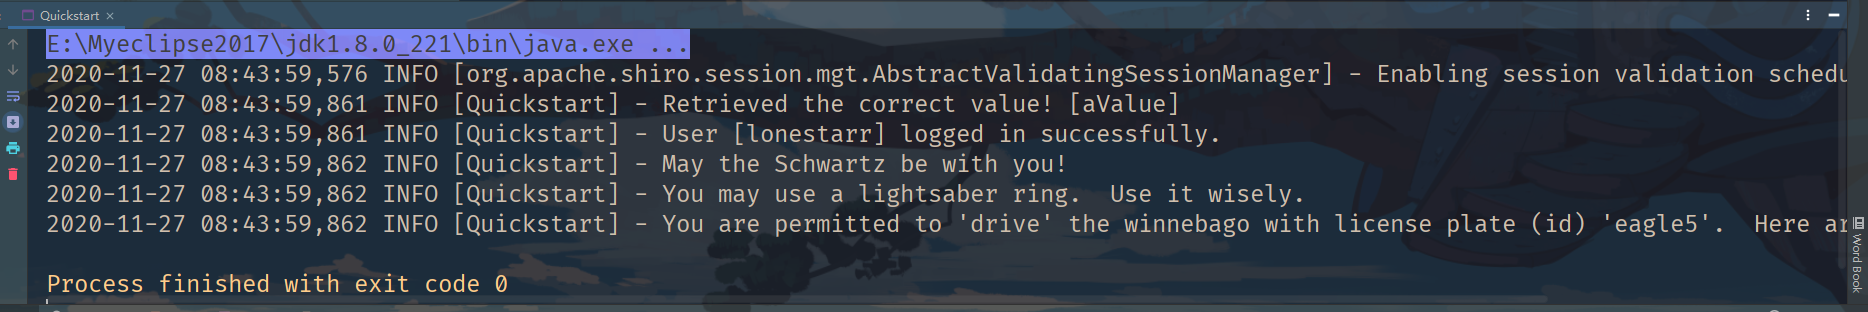 Quickstart ×
E:\Myeclipse2017\jdk1.8.0_221\bin\java.exe ...
2020-11-27 08:43:59,576 INFO [org.apache.shiro.session.mgt.AbstractValidatingSessionManager] - Enabling session validation schedu
2020-11-27 08:43:59,861 INFO [Quickstart] - Retrieved the correct value! [aValue]
2020-11-27 08:43:59,861 INFO [Quickstart] - User [lonestarr] logged in successfully.
2020-11-27 08:43:59,862 INFO [Quickstart] - May the Schwartz be with you!
2020-11-27 08:43:59,862 INFO [Quickstart] - You may use a lightsaber ring.  Use it wisely.
2020-11-27 08:43:59,862 INFO [Quickstart] - You are permitted to 'drive' the winnebago with license plate (id) 'eagle5'.  Here ar
Process finished with exit code 0
Word Book